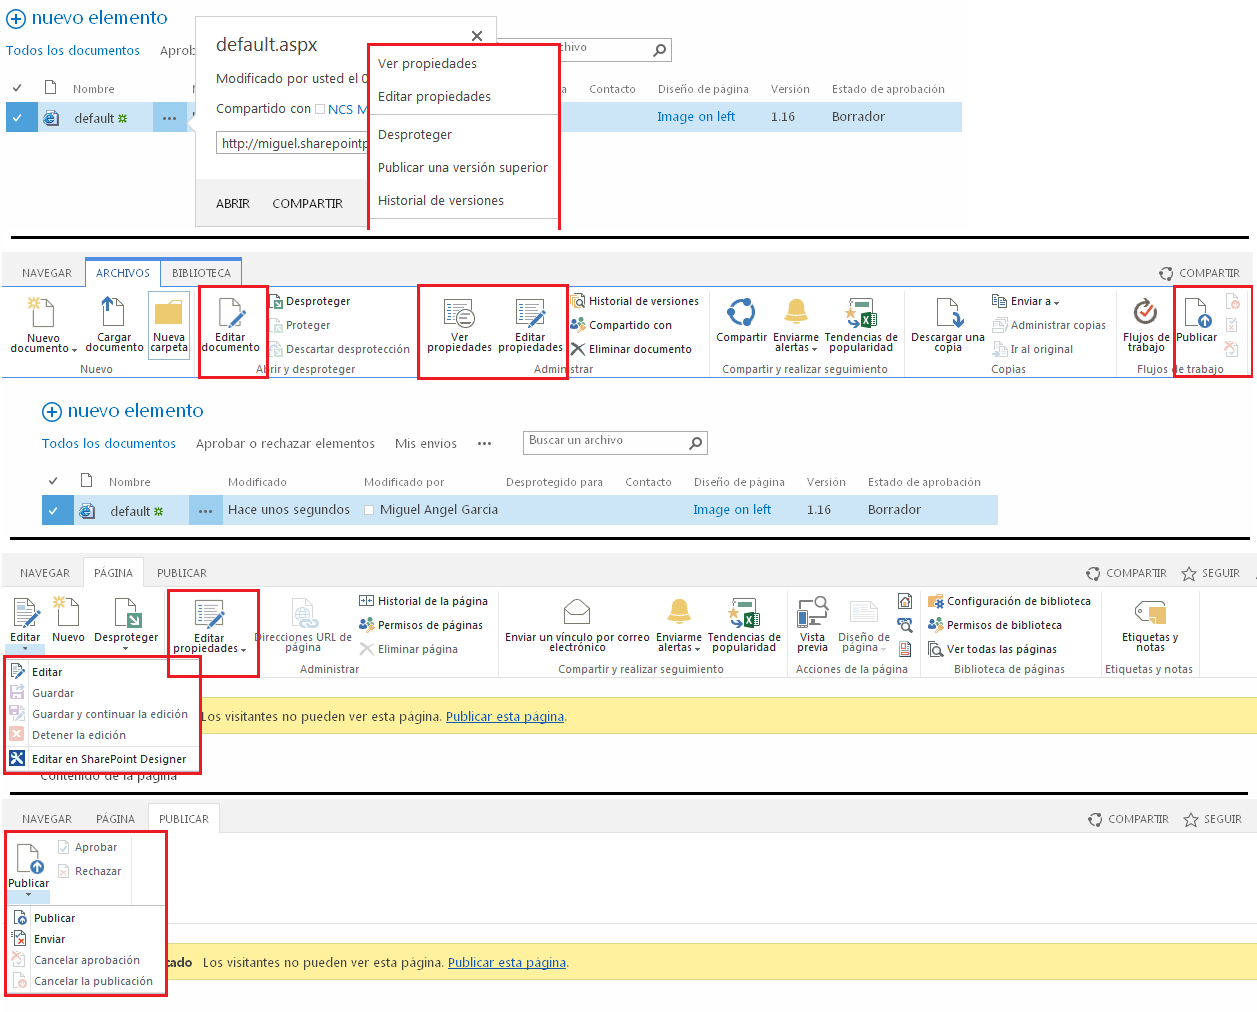 nuevo elemento
default.aspx
Todos los documentos Aprob chivo
Ver propiedades
Modificado por usted el 0
Editar propiedades
Nombre Contacto Diseño de página Versión Estado de aprobación
Compartido con NCS M
default Image on left 1.16 Borrador
Desproteger
http://miguel.sharepointp
Publicar una versión superior
ABRIR COMPARTIR Historial de versiones
NAVEGAR ARCHIVOS BIBLIOTECA COMPARTIR
Nuevo documento
Cargar documento
Nueva carpeta
Nuevo
Editar documento
Desproteger
Proteger
Descartar desprotección
Abrir y desproteger
Ver propiedades
Editar propiedades
Historial de versiones
Compartido con
Eliminar documento
Administrar
Compartir
Enviarme alertas
Tendencias de popularidad
Compartir y realizar seguimiento
Descargar una copia
Enviar a
Administrar copias
Ir al original
Copias
Flujos de trabajo
Publicar
Flujos de trabajo
nuevo elemento
Todos los documentos Aprobar o rechazar elementos Mis envíos ••• Buscar un archivo
Nombre Modificado Modificado por Desprotegido para Contacto Diseño de página Versión Estado de aprobación
default ••• Hace unos segundos Miguel Angel Garcia Image on left 1.16 Borrador
NAVEGAR PÁGINA PUBLICAR COMPARTIR SEGUIR
Editar
Nuevo
Desproteger
Editar propiedades
Direcciones URL de página
Historial de la página
Permisos de páginas
Eliminar página
Administrar
Enviar un vínculo por correo electrónico
Enviarme alertas
Tendencias de popularidad
Compartir y realizar seguimiento
Vista previa
Diseño de página
Acciones de la página
Configuración de biblioteca
Permisos de biblioteca
Ver todas las páginas
Biblioteca de páginas
Etiquetas y notas
Etiquetas y notas
Editar
Guardar
Guardar y continuar la edición
Detener la edición
Editar en SharePoint Designer
Los visitantes no pueden ver esta página. Publicar esta página.
Contenido de la página
NAVEGAR PÁGINA PUBLICAR COMPARTIR SEGUIR
Publicar
Aprobar
Rechazar
Publicar
Enviar
Cancelar aprobación
Cancelar la publicación
cado Los visitantes no pueden ver esta página. Publicar esta página.